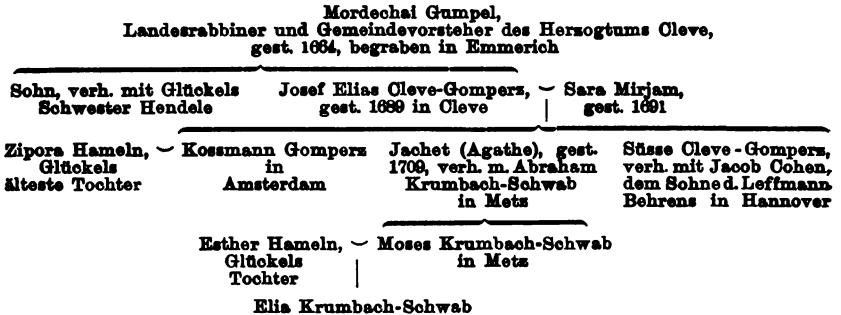 Mordechai Gumpel,
Landesrabbiner und Gemeindevorsteher des Herzogtums Cleve,
gest. 1664, begraben in Emmerich
Sohn, verh. mit Glückels
Schwester Hendele
Josef Elias Cleve-Gomperz,
gest. 1689 in Cleve
Sara Mirjam,
gest. 1691
Zipora Hameln,
Glückels
älteste Tochter
Kossmann Gomperz
in
Amsterdam
Jachet (Agathe), gest.
1709, verh. m. Abraham
Krumbach-Schwab
in Metz
Süsse Cleve-Gomperz,
verh. mit Jacob Cohen,
dem Sohne d. Leffmann
Behrens in Hannover
Esther Hameln,
Glückels
Tochter
Moses Krumbach-Schwab
in Metz
Elia Krumbach-Schwab